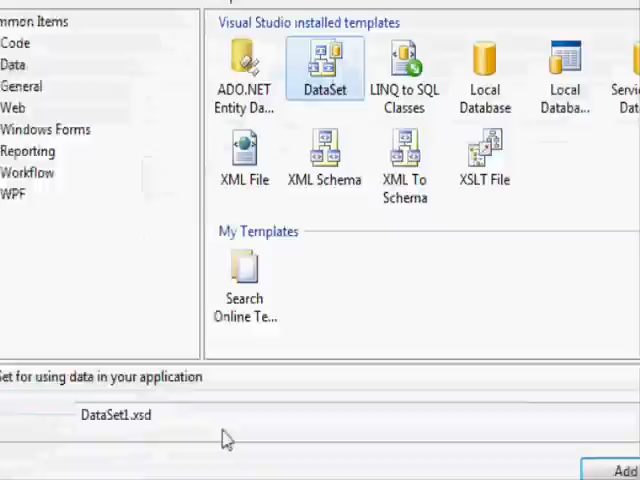 mmon Items
Code
Data
General
Web
Windows Forms
Reporting
Workflow
WPF
Visual Studio installed templates
ADO.NET
Entity Da...
DataSet
LINQ to SQL
Classes
Local
Database
Local
Databa...
Servi
Dat
XML File
XML Schema
XML To
Schema
XSLT File
My Templates
Search
Online Te...
Set for using data in your application
DataSet1.xsd
Add